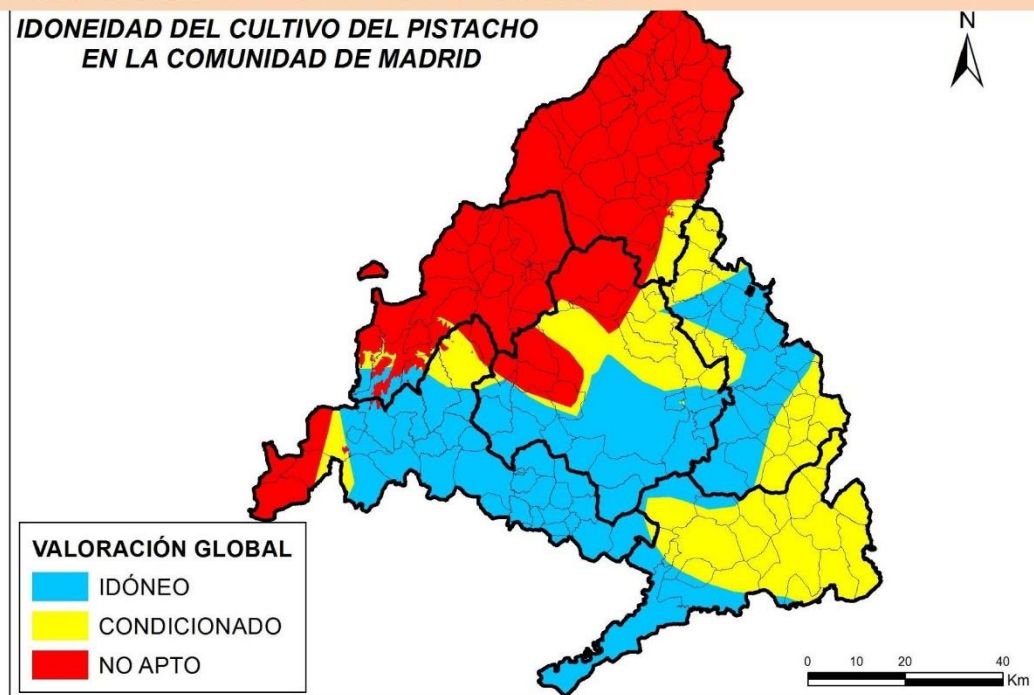 IDONEIDAD DEL CULTIVO DEL PISTACHO
EN LA COMUNIDAD DE MADRID
N
VALORACIÓN GLOBAL
IDÓNEO
CONDICIONADO
NO APTO
0 10 20 40
Km